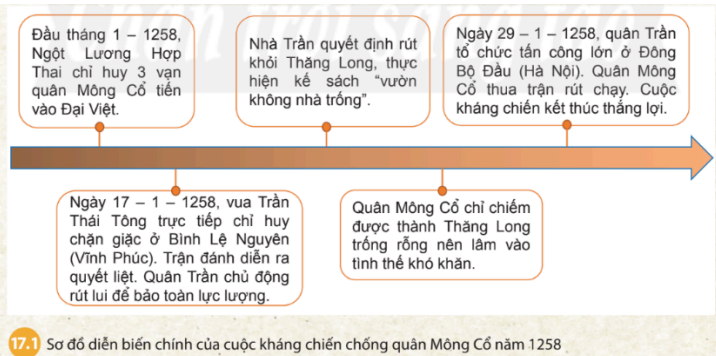 Chân trời sáng tạo
Đầu tháng 1 – 1258,
Ngột Lương Hợp
Thai chỉ huy 3 vạn
quân Mông Cổ tiến
vào Đại Việt.
Nhà Trần quyết định rút
khỏi Thăng Long, thực
hiện kế sách “vườn
không nhà trống”.
Ngày 29 – 1 – 1258, quân Trần
tổ chức tấn công lớn ở Đông
Bộ Đầu (Hà Nội). Quân Mông
Cổ thua trận rút chạy. Cuộc
kháng chiến kết thúc thắng lợi.
Ngày 17 – 1 – 1258, vua Trần
Thái Tông trực tiếp chỉ huy
chặn giặc ở Bình Lệ Nguyên
(Vĩnh Phúc). Trận đánh diễn ra
quyết liệt. Quân Trần chủ động
rút lui để bảo toàn lực lượng.
Quân Mông Cổ chỉ chiếm
được thành Thăng Long
trống rỗng nên lâm vào
tình thế khó khăn.
17.1 Sơ đồ diễn biến chính của cuộc kháng chiến chống quân Mông Cổ năm 1258